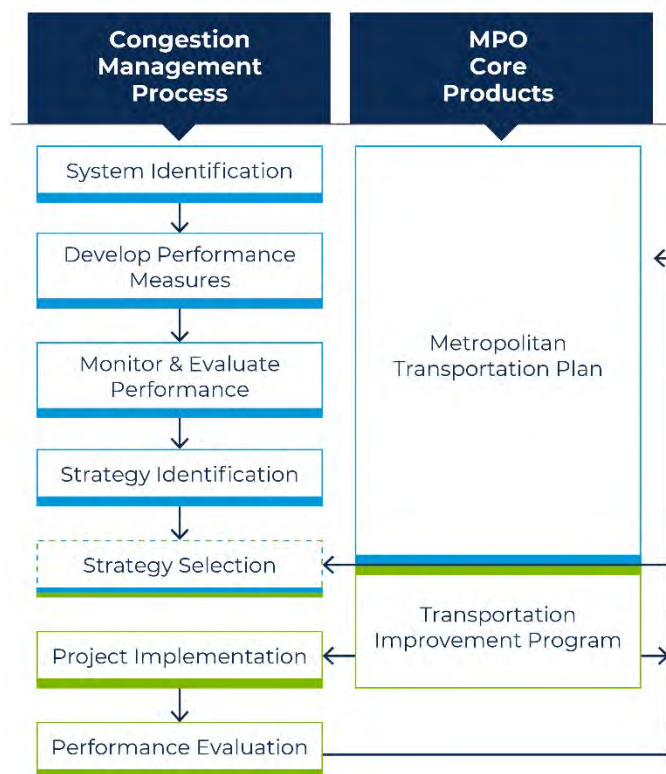 Congestion
Management
Process
MPO
Core
Products
System Identification
Develop Performance
Measures
Monitor & Evaluate
Performance
Strategy Identification
Strategy Selection
Project Implementation
Performance Evaluation
Metropolitan
Transportation Plan
Transportation
Improvement Program